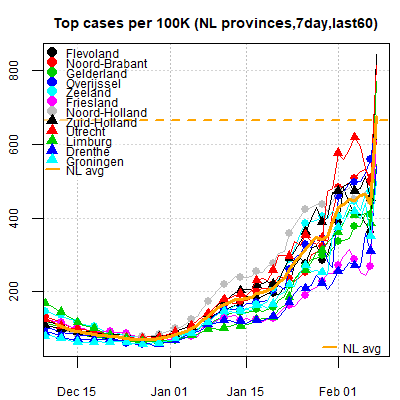 Top cases per 100K (NL provinces,7day,last60)
800
600
400
200
Flevoland
Noord-Brabant
Gelderland
Overijssel
Zeeland
Friesland
Noord-Holland
Zuid-Holland
Utrecht
Limburg
Drenthe
Groningen
NL avg
NL avg
Dec 15
Jan 01
Jan 15
Feb 01